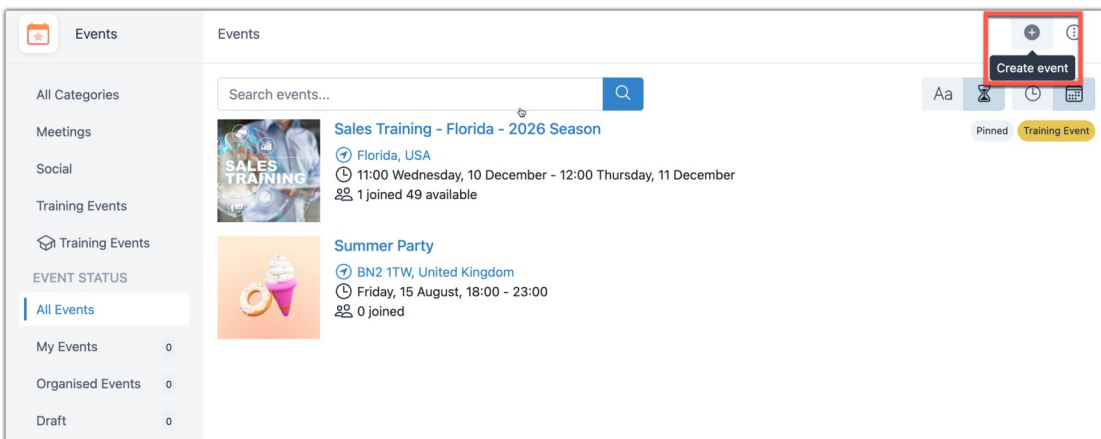 Events
Events
Create event
All Categories
Meetings
Social
Training Events
Training Events
EVENT STATUS
All Events
My Events 0
Organised Events 0
Draft 0
Search events...
Aa
SALES
TRAINING
Sales Training - Florida - 2026 Season
Pinned Training Event
Florida, USA
11:00 Wednesday, 10 December - 12:00 Thursday, 11 December
1 joined 49 available
Summer Party
BN2 1TW, United Kingdom
Friday, 15 August, 18:00 - 23:00
0 joined